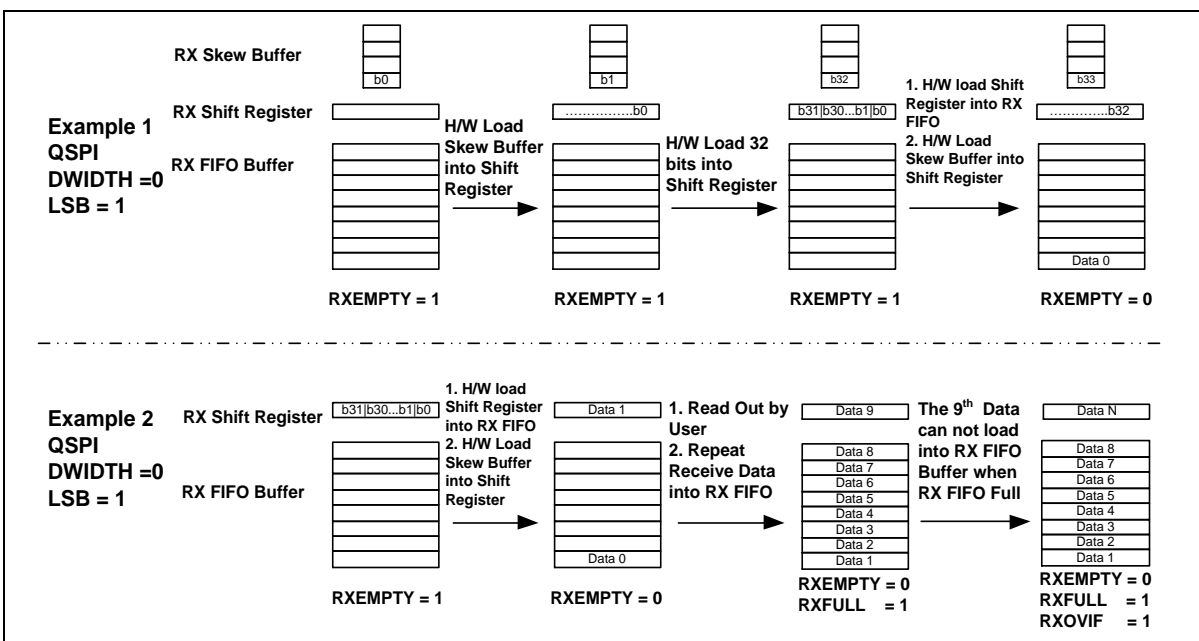 RX Skew Buffer
b0
b1
b32
b33
1. H/W load Shift
Register into RX
FIFO
2. H/W Load
Skew Buffer into
Shift Register
Example 1
QSPI
DWIDTH =0
LSB = 1
RX Shift Register
……………..b0
b31|b30...b1|b0
…………...b32
H/W Load
Skew Buffer
into Shift
Register
H/W Load 32
bits into
Shift Register
RX FIFO Buffer
Data 0
RXEMPTY = 1
RXEMPTY = 1
RXEMPTY = 1
RXEMPTY = 0
Example 2
QSPI
DWIDTH =0
LSB = 1
RX Shift Register
b31|b30...b1|b0
1. H/W load
Shift Register
into RX FIFO
2. H/W Load
Skew Buffer
into Shift
Register
Data 1
1. Read Out by
User
2. Repeat
Receive Data
into RX FIFO
Data 9
The 9th Data
can not load
into RX FIFO
Buffer when
RX FIFO Full
Data N
RX FIFO Buffer
Data 0
Data 8
Data 7
Data 6
Data 5
Data 4
Data 3
Data 2
Data 1
Data 8
Data 7
Data 6
Data 5
Data 4
Data 3
Data 2
Data 1
RXEMPTY = 1
RXEMPTY = 0
RXEMPTY = 0
RXFULL = 1
RXEMPTY = 0
RXFULL = 1
RXOVIF = 1